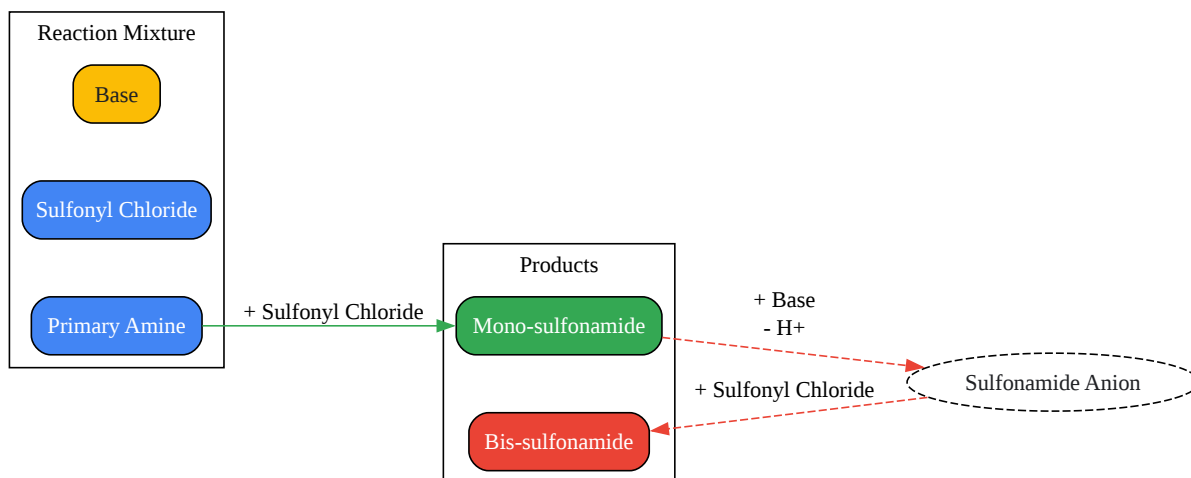 Reaction Mixture
Base
Sulfonyl Chloride
Primary Amine
+ Sulfonyl Chloride
Products
Mono-sulfonamide
+ Base
- H+
Sulfonamide Anion
+ Sulfonyl Chloride
Bis-sulfonamide